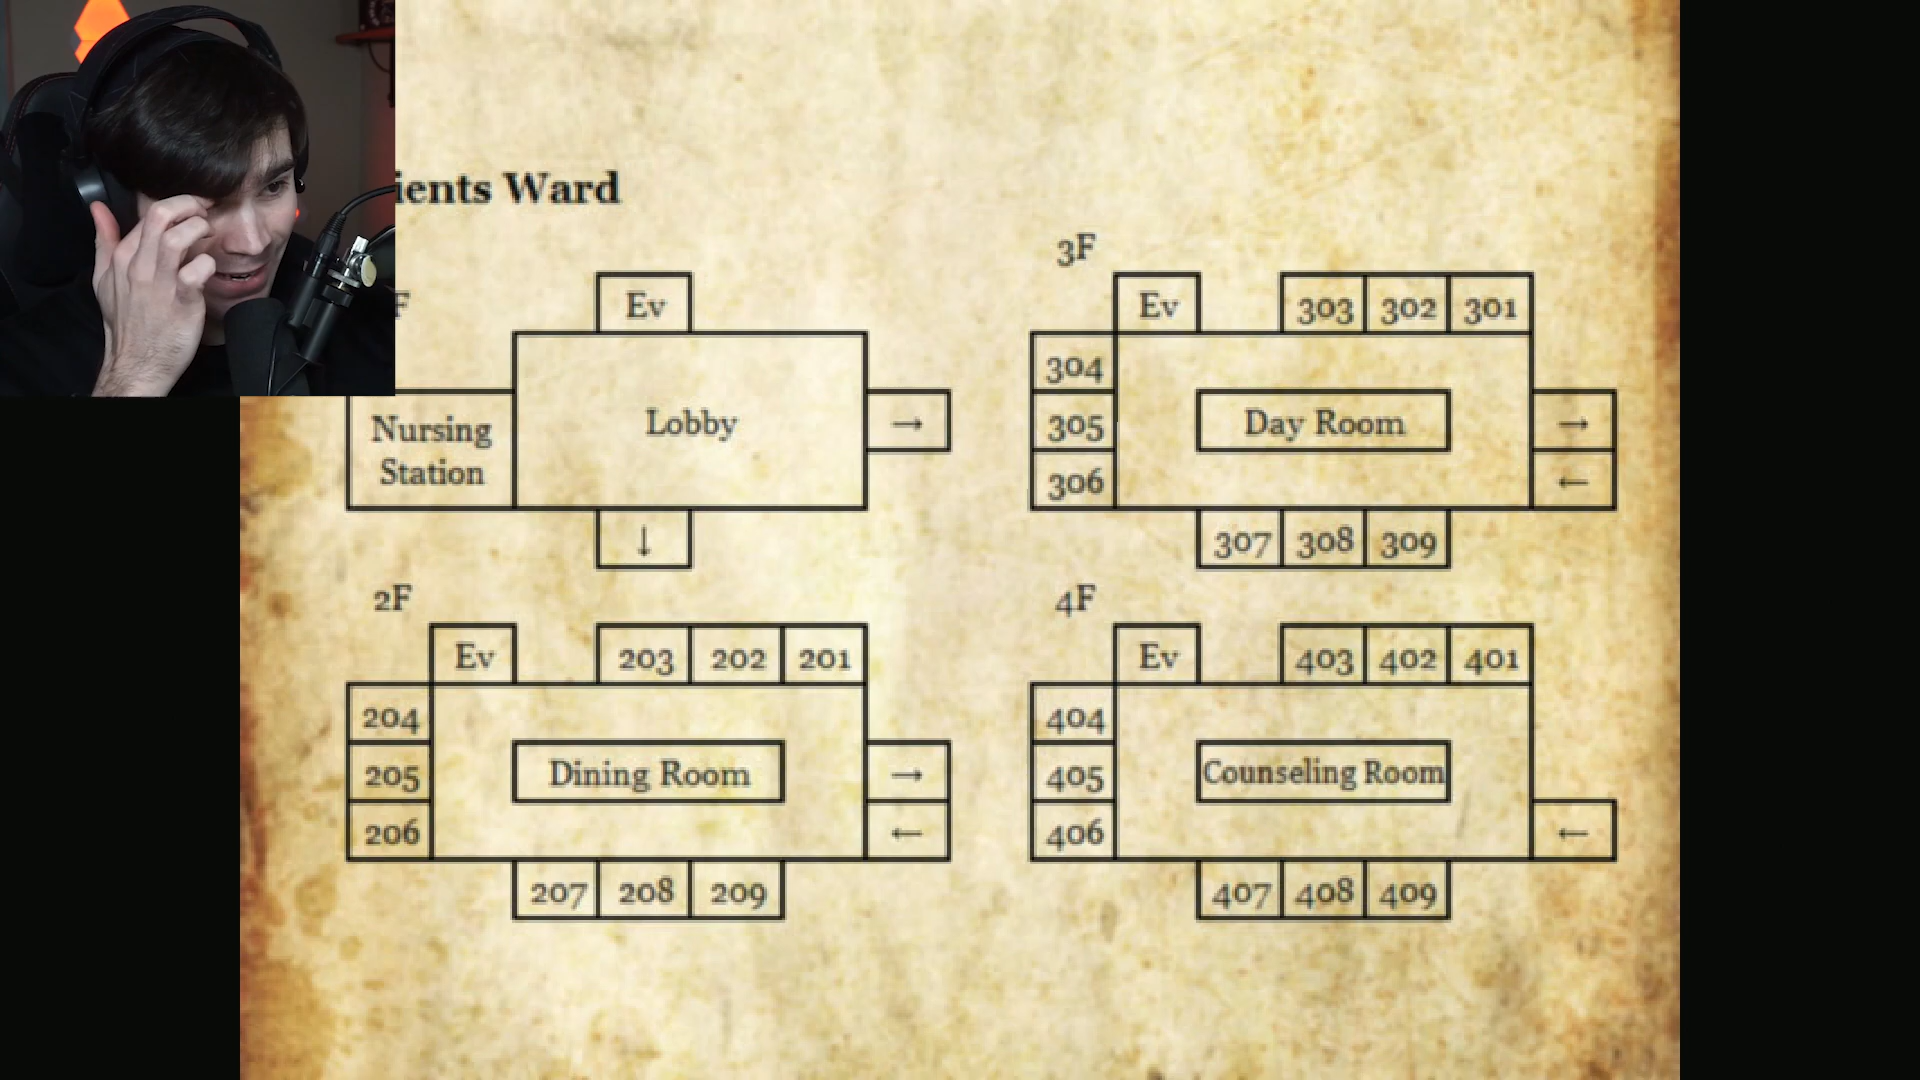 ients Ward
F
Ev
Lobby
→
Nursing
Station
↓
2F
Ev
203 202 201
204
205
206
Dining Room
→
←
207 208 209
3F
Ev
303 302 301
304
305
306
Day Room
→
←
307 308 309
4F
Ev
403 402 401
404
405
406
Counseling Room
←
407 408 409